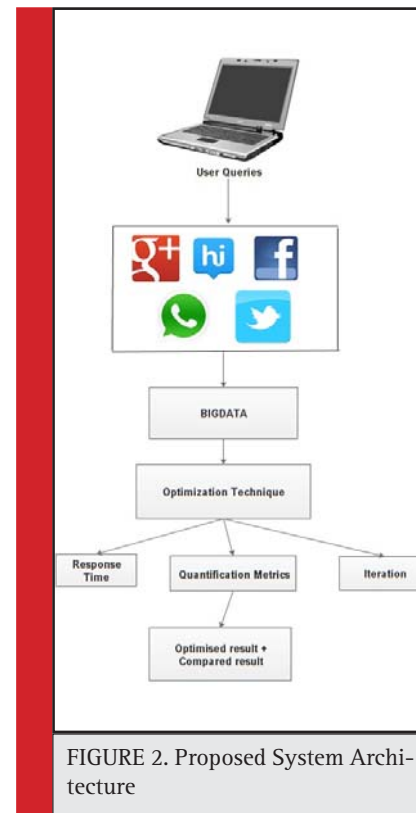 User Queries
g+
hi
f
BIGDATA
Optimization Technique
Response
Time
Quantification Metrics
Iteration
Optimised result +
Compared result
FIGURE 2. Proposed System Archi-
tecture